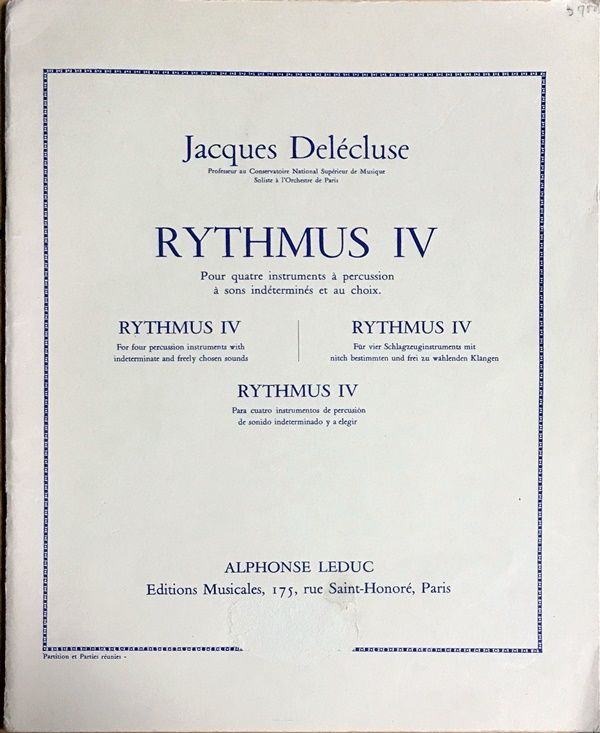 Jacques Delécluse
Professeur au Conservatoire National Supérieur de Musique
Soliste à l'Orchestre de Paris
RYTHMUS IV
Pour quatre instruments à percussion
à sons indéterminés et au choix.
RYTHMUS IV
For four percussion instruments with
indeterminate and freely chosen sounds
RYTHMUS IV
Für vier Schlagzeuginstruments mit
nitch bestimmten und frei zu wahlenden Klangen
RYTHMUS IV
Para cuatro instrumentos de percusión
de sonido indeterminado y a elegir
ALPHONSE LEDUC
Editions Musicales, 175, rue Saint-Honoré, Paris
Partition et Parties réunies -